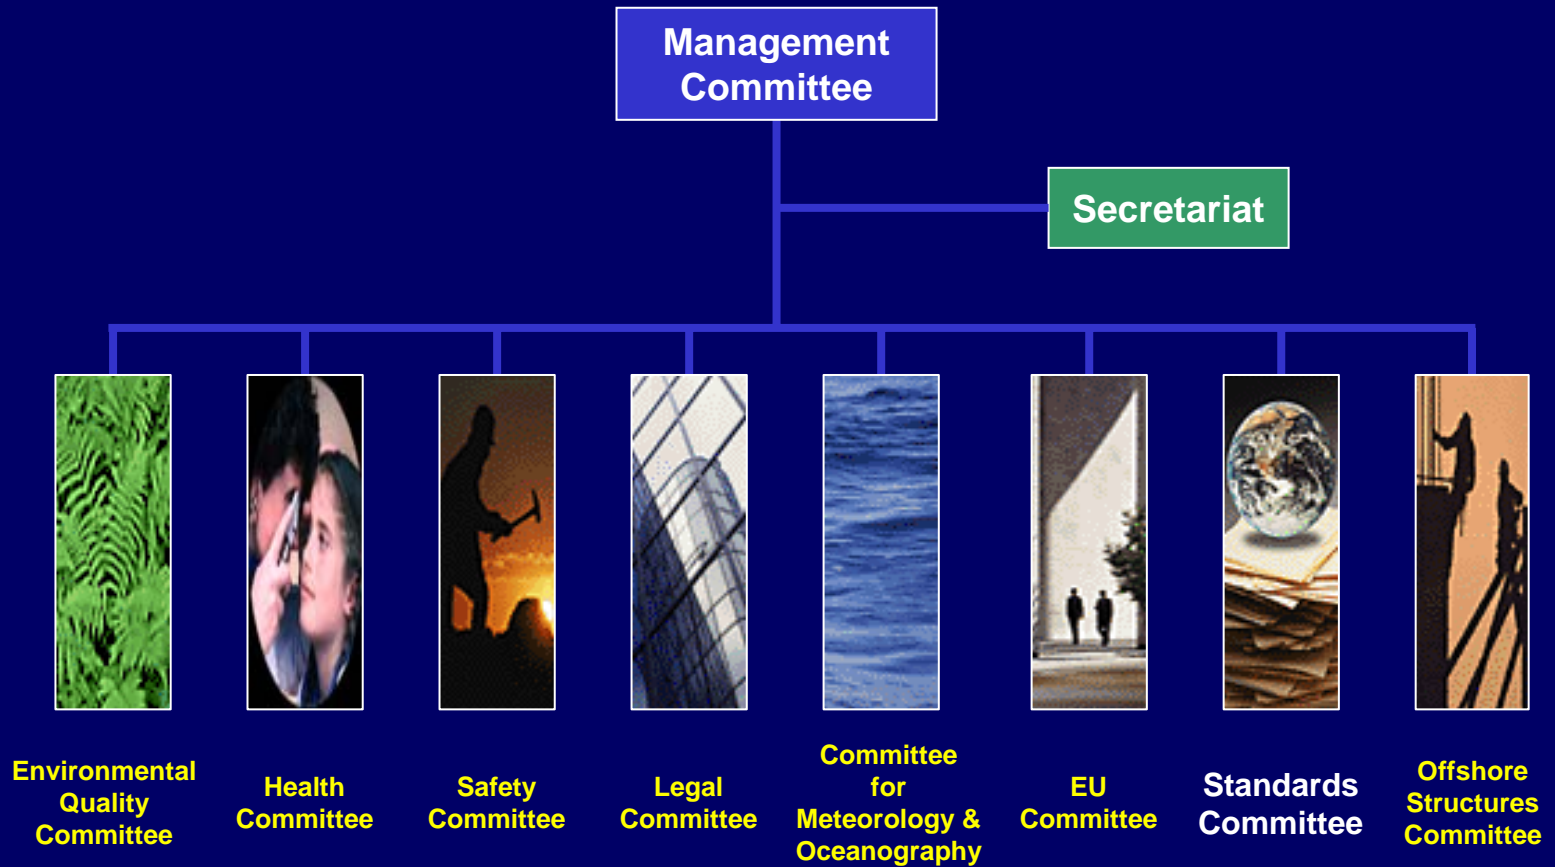 Management
Committee
Secretariat
Environmental
Quality
Committee
Health
Committee
Safety
Committee
Legal
Committee
Committee
for
Meteorology &
Oceanography
EU
Committee
Standards
Committee
Offshore
Structures
Committee